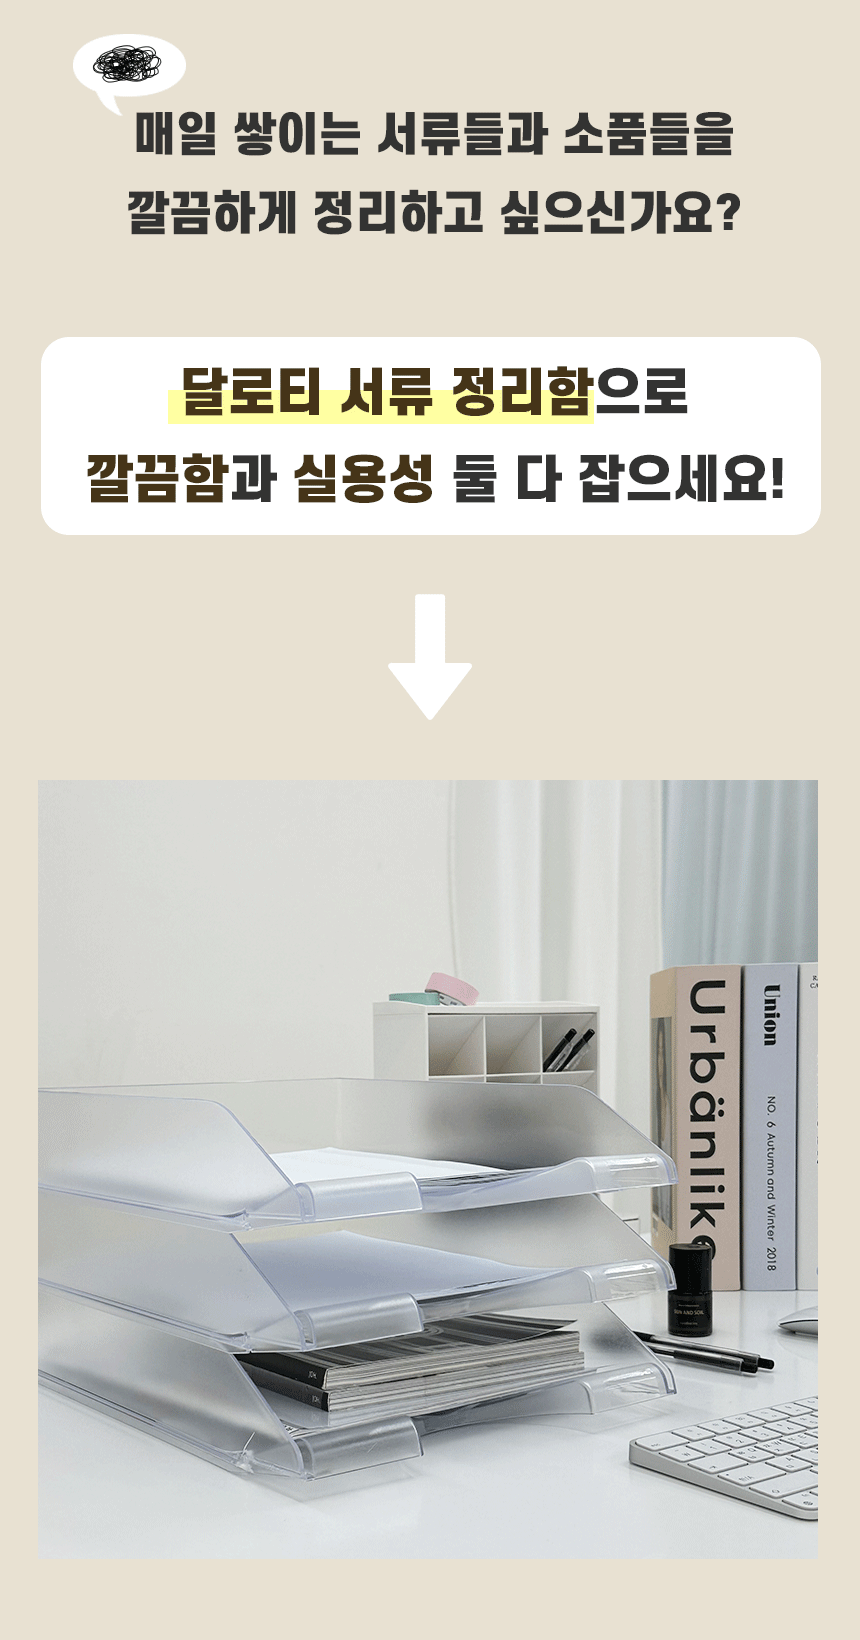 매일 쌓이는 서류들과 소품들을
깔끔하게 정리하고 싶으신가요?
달로티 서류 정리함으로
깔끔함과 실용성 둘 다 잡으세요!
Urbänlike
Union
NO. 6 Autumn and Winter 2018